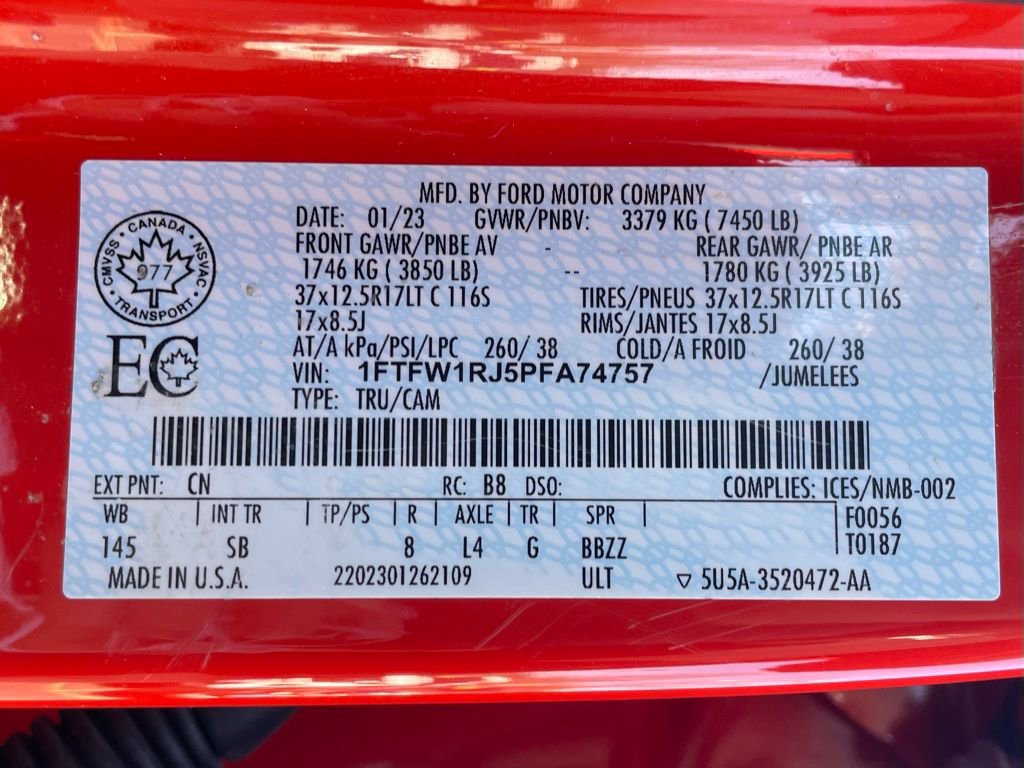 MFD. BY FORD MOTOR COMPANY
DATE: 01/23 GVWR/PNBV: 3379 KG ( 7450 LB)
FRONT GAWR/PNBE AV - REAR GAWR/ PNBE AR
1746 KG ( 3850 LB) -- 1780 KG ( 3925 LB)
37x12.5R17LT C 116S TIRES/PNEUS 37x12.5R17LT C 116S
17x8.5J RIMS/JANTES 17x8.5J
AT/A kPa/PSI/LPC 260/ 38 COLD/A FROID 260/ 38
VIN: 1FTFW1RJ5PFA74757 /JUMELEES
TYPE: TRU/CAM
CANADA
CMVSS NSVAC
977
TRANSPORT
EC
EXT PNT: CN RC: B8 DSO: COMPLIES: ICES/NMB-002
WB | INT TR | TP/PS | R | AXLE | TR | SPR | F0056
145 SB 8 L4 G BBZZ T0187
MADE IN U.S.A. 2202301262109 ULT ▽ 5U5A-3520472-AA